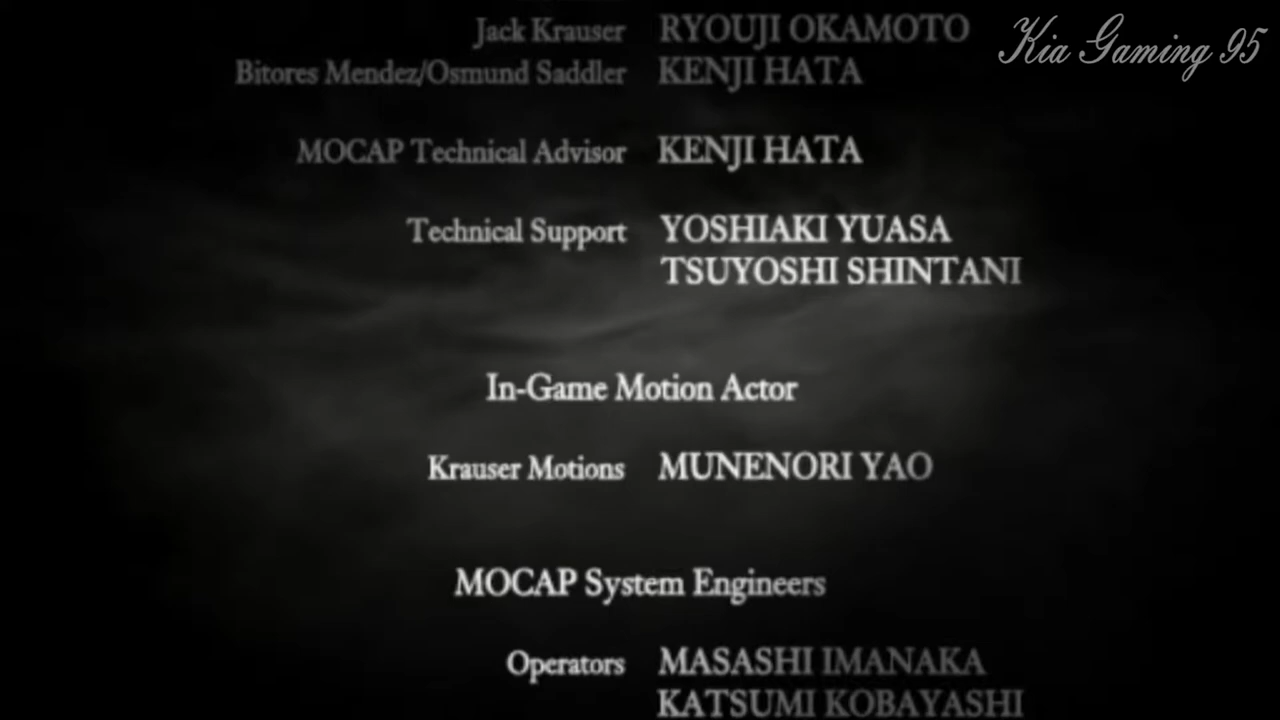 Jack Krauser RYOUJI OKAMOTO
Kia Gaming 95
Bitores Mendez/Osmund Saddler KENJI HATA
MOCAP Technical Advisor KENJI HATA
Technical Support YOSHIAKI YUASA
TSUYOSHI SHINTANI
In-Game Motion Actor
Krauser Motions MUNENORI YAO
MOCAP System Engineers
Operators MASASHI IMANAKA
KATSUMI KOBAYASHI